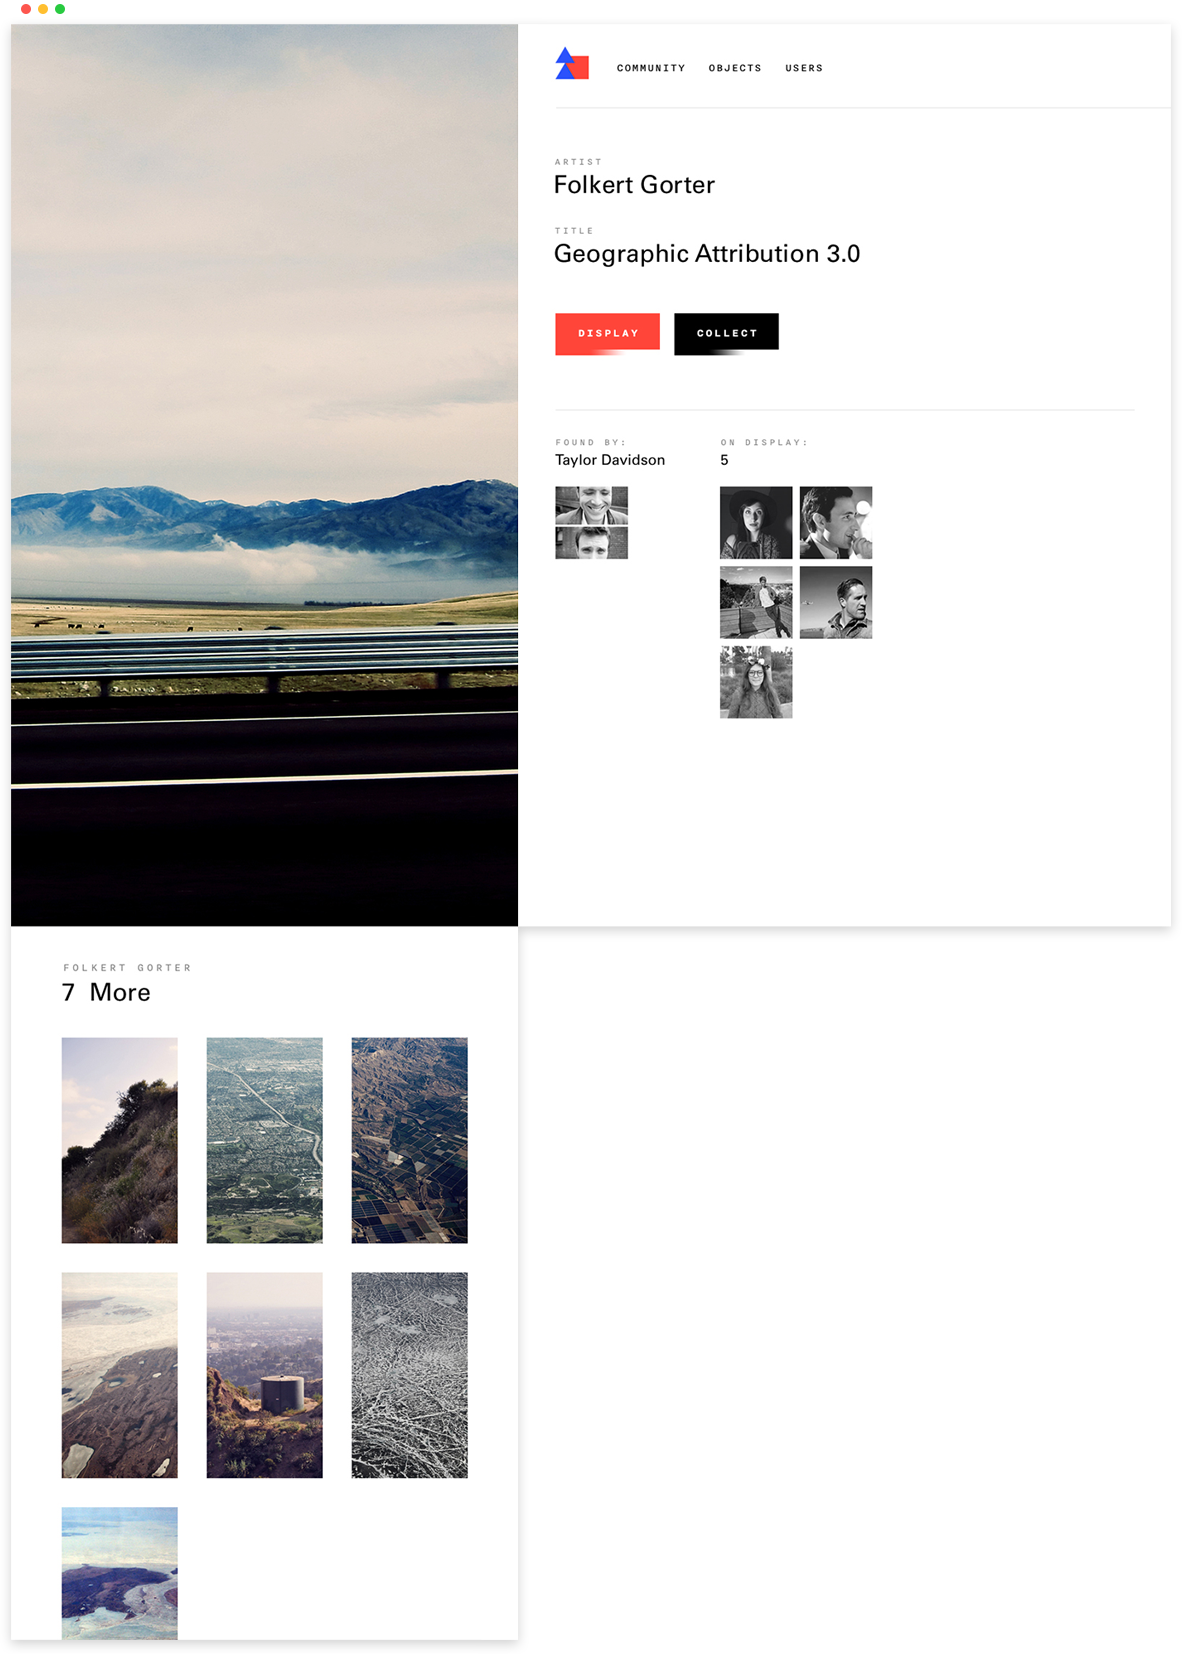 COMMUNITY OBJECTS USERS
ARTIST
Folkert Gorter
TITLE
Geographic Attribution 3.0
DISPLAY COLLECT
FOUND BY:
Taylor Davidson
ON DISPLAY:
5
FOLKERT GORTER
7 More